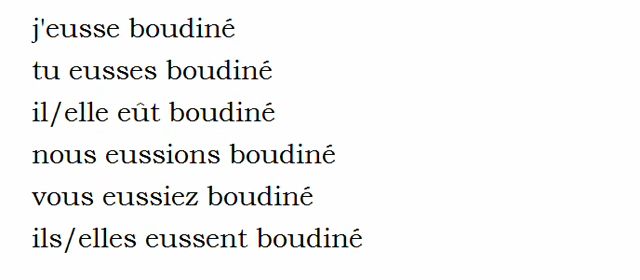 j'eusse boudiné
tu eusses boudiné
il/elle eût boudiné
nous eussions boudiné
vous eussiez boudiné
ils/elles eussent boudiné